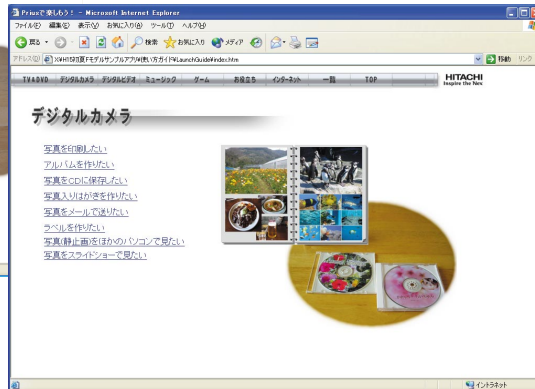 Priusで楽しもう! - Microsoft Internet Explorer
ファイル(F) 編集(E) 表示(V) お気に入り(A) ツール(T) ヘルプ(H)
戻る 検索 お気に入り メディア
アドレス(D) 移動 リンク
TV&DVD デジタルカメラ デジタルビデオ ミュージック ゲーム お役立ち インターネット 一覧 TOP
HITACHI
Inspire the Next
デジタルカメラ
写真を印刷したい
アルバムを作りたい
写真をCDに保存したい
写真入りはがきを作りたい
写真をメールで送りたい
ラベルを作りたい
写真(静止画)をほかのパソコンで見たい
写真をスライドショーで見たい
イントラネット